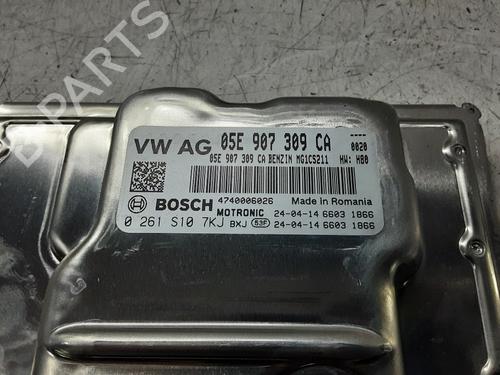 B-PARTS
VW AG 05E 907 309 CA ----
05E 907 309 CA BENZIN MG1CS211 0020
HW: H80
BOSCH 4740006026 Made in Romania
MOTRONIC 24-04-14 6603 1866
0 261 S10 7KJ BXJ 53F 24-04-14 6603 1866